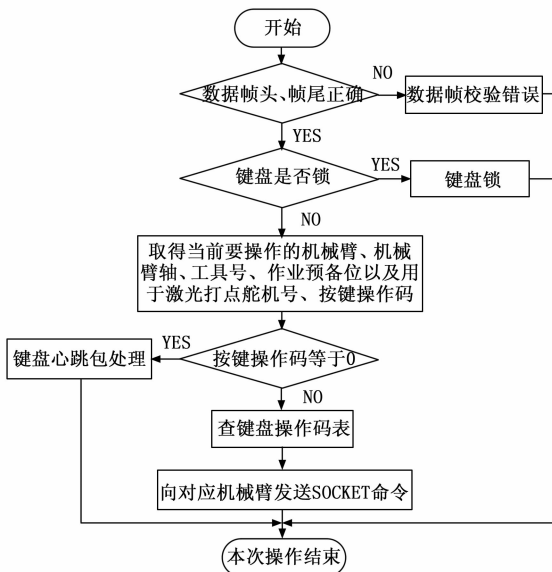 开始
数据帧头、帧尾正确
NO
数据帧校验错误
YES
键盘是否锁
YES
键盘锁
NO
取得当前要操作的机械臂、机械
臂轴、工具号、作业预备位以及用
于激光打点舵机号、按键操作码
键盘心跳包处理
YES
按键操作码等于0
NO
查键盘操作码表
向对应机械臂发送SOCKET命令
本次操作结束